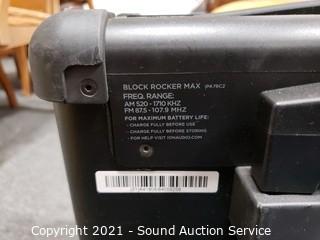 BLOCK ROCKER MAX iPA76C2
FREQ. RANGE:
AM 520 - 1710 KHZ
FM 87.5 - 107.9 MHZ
FOR MAXIMUM BATTERY LIFE:
- CHARGE FULLY BEFORE USE
- CHARGE FULLY BEFORE STORING
- FOR HELP VISIT IONAUDIO.COM
Copyright 2021 - Sound Auction Service